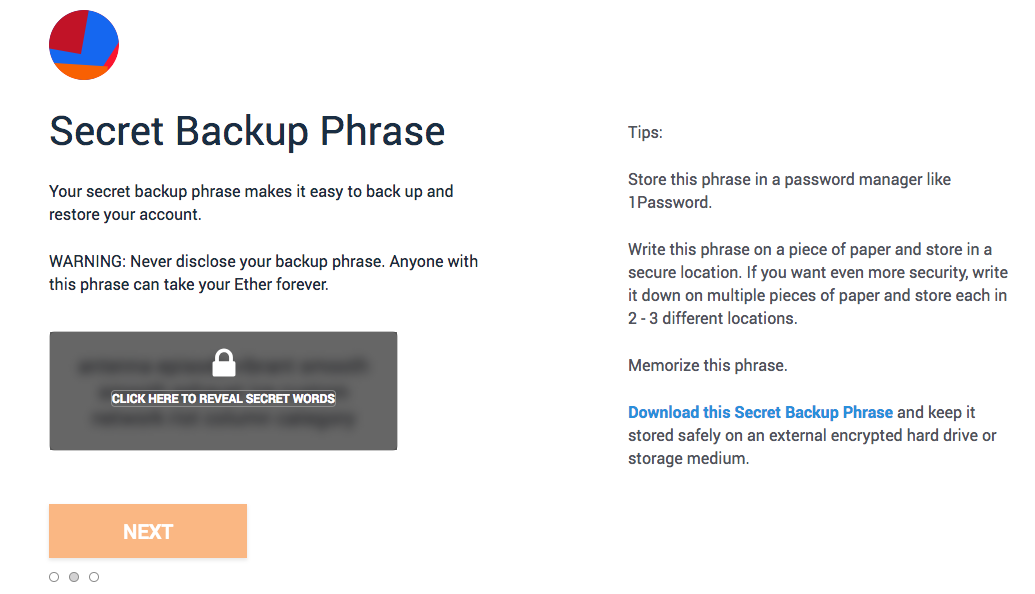 Secret Backup Phrase
Your secret backup phrase makes it easy to back up and
restore your account.
WARNING: Never disclose your backup phrase. Anyone with
this phrase can take your Ether forever.
CLICK HERE TO REVEAL SECRET WORDS
NEXT
Tips:
Store this phrase in a password manager like
1Password.
Write this phrase on a piece of paper and store in a
secure location. If you want even more security, write
it down on multiple pieces of paper and store each in
2 - 3 different locations.
Memorize this phrase.
Download this Secret Backup Phrase and keep it
stored safely on an external encrypted hard drive or
storage medium.